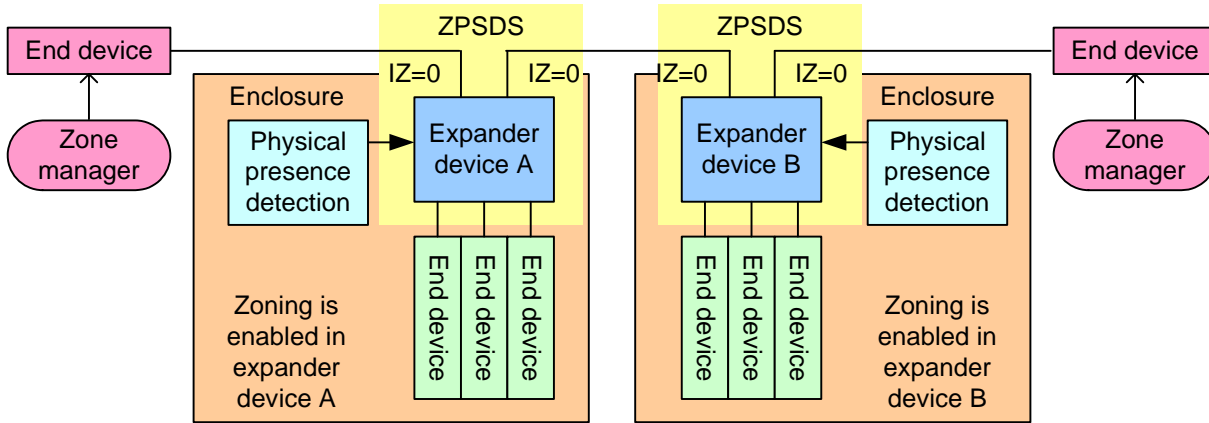 ZPSDS
ZPSDS
End device
End device
IZ=0
IZ=0
IZ=0
IZ=0
Enclosure
Enclosure
Zone
manager
Physical
presence
detection
Expander
device A
Expander
device B
Physical
presence
detection
Zone
manager
End device
End device
End device
End device
End device
End device
Zoning is
enabled in
expander
device A
Zoning is
enabled in
expander
device B